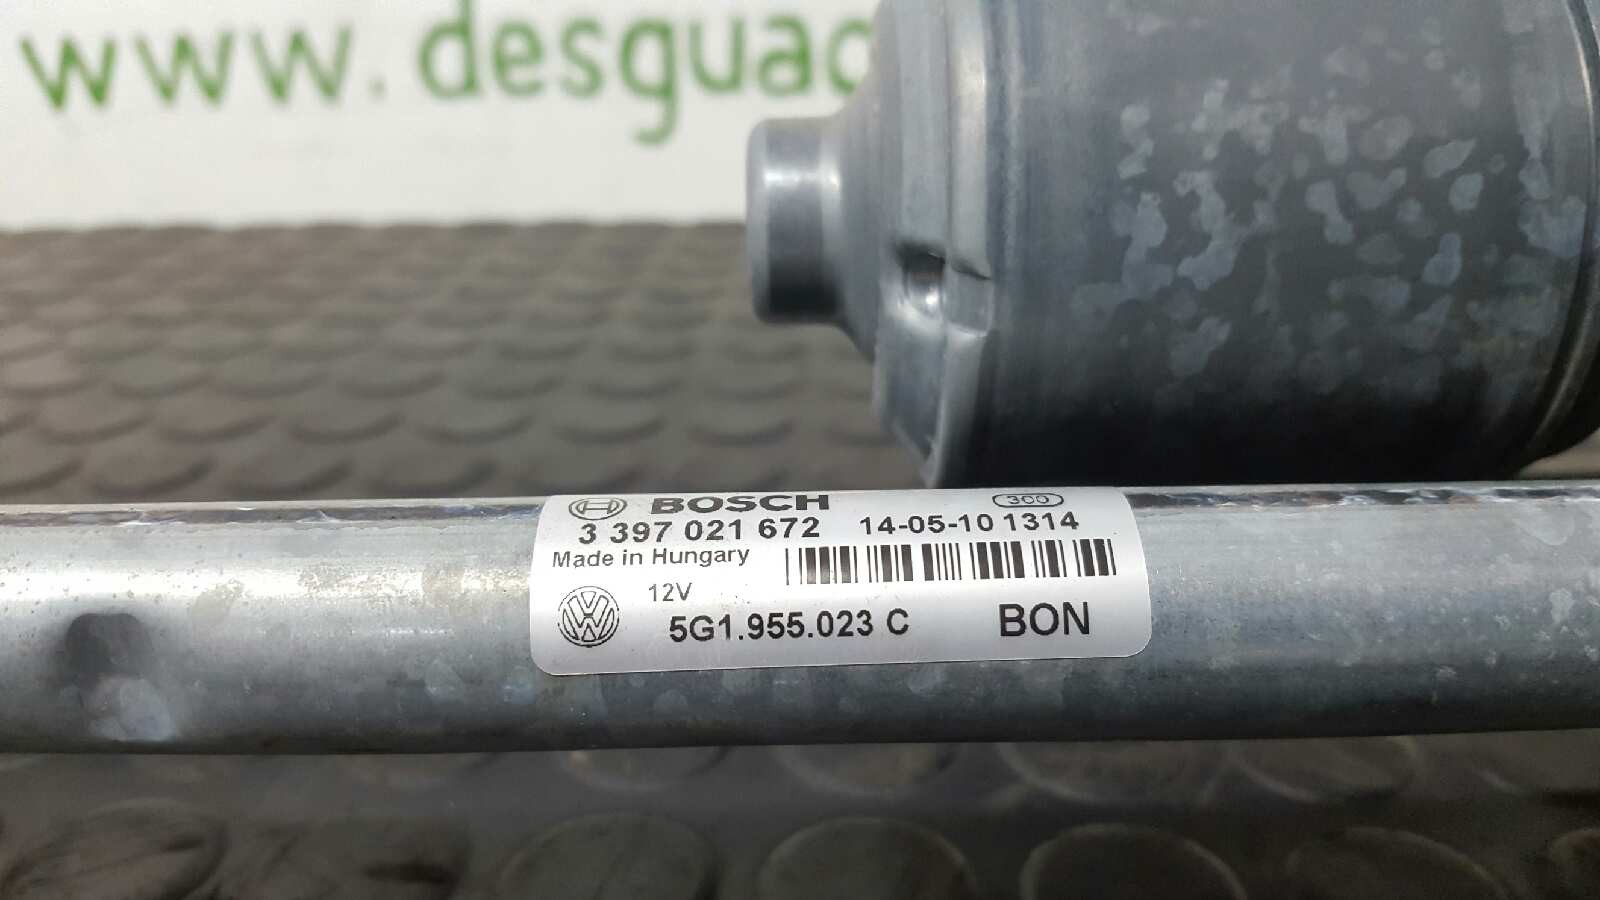 www.desguac
BOSCH 300
3 397 021 672 14-05-10 1314
Made in Hungary
12V
5G1.955.023 C BON